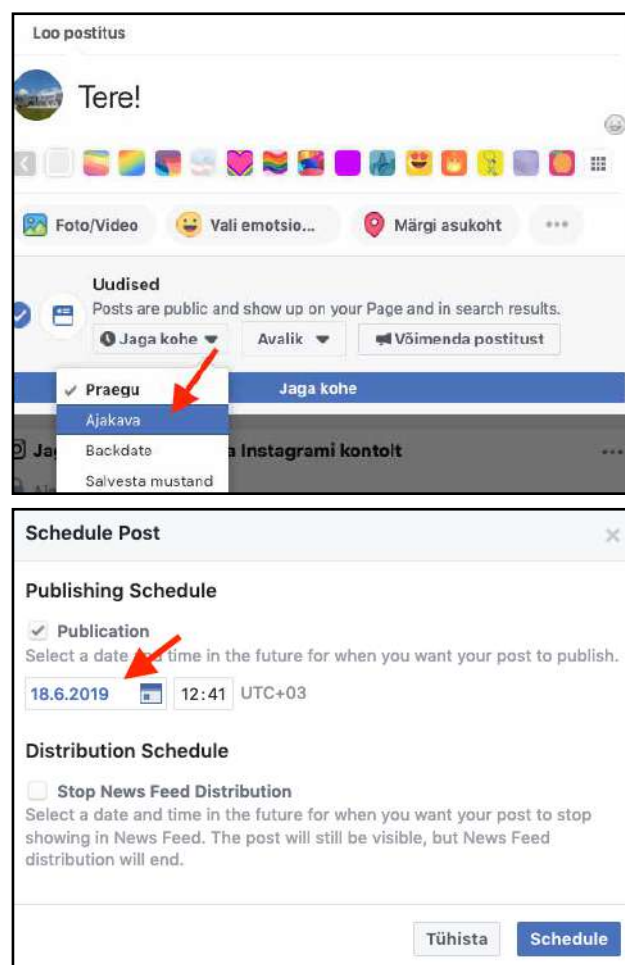 Loo postitus
Tere!
Foto/Video Vali emotsio... Märgi asukoht
Uudised
Posts are public and show up on your Page and in search results.
Jaga kohe Avalik Võimenda postitust
Praegu Jaga kohe
Ajakava
Backdate Instagrami kontolt
Salvesta mustand
Schedule Post
Publishing Schedule
Publication
Select a date and time in the future for when you want your post to publish.
18.6.2019 12:41 UTC+03
Distribution Schedule
Stop News Feed Distribution
Select a date and time in the future for when you want your post to stop
showing in News Feed. The post will still be visible, but News Feed
distribution will end.
Tühista Schedule